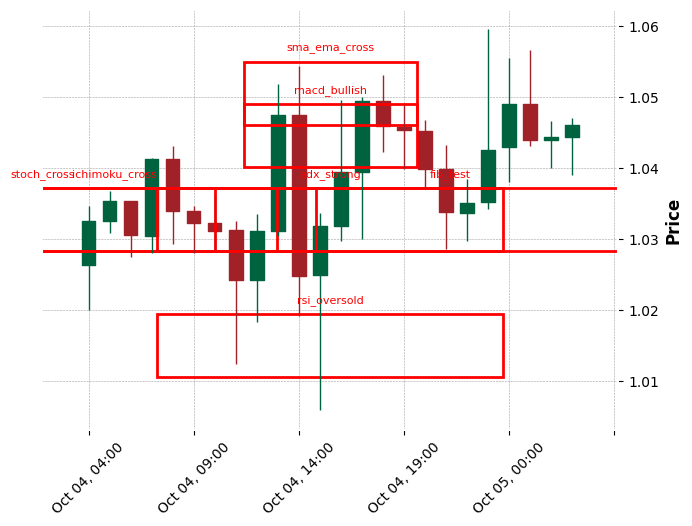 1.06
sma_ema_cross
macd_bullish
1.05
1.04
stoch_cross
ichimoku_cross
adx_strong
fib_test
Price
1.03
rsi_oversold
1.02
1.01
Oct 04, 04:00
Oct 04, 09:00
Oct 04, 14:00
Oct 04, 19:00
Oct 05, 00:00